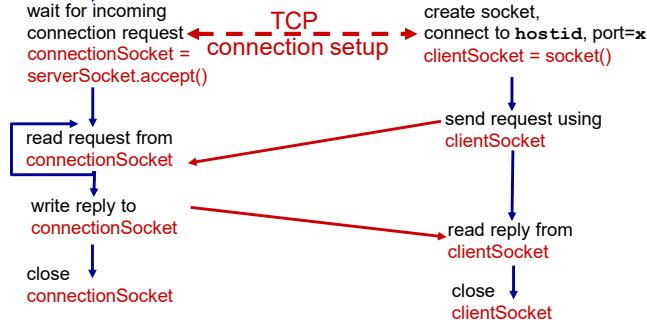 wait for incoming
connection request
connectionSocket =
serverSocket.accept()
TCP
connection setup
create socket,
connect to hostid, port=x
clientSocket = socket()
read request from
connectionSocket
send request using
clientSocket
write reply to
connectionSocket
read reply from
clientSocket
close
connectionSocket
close
clientSocket